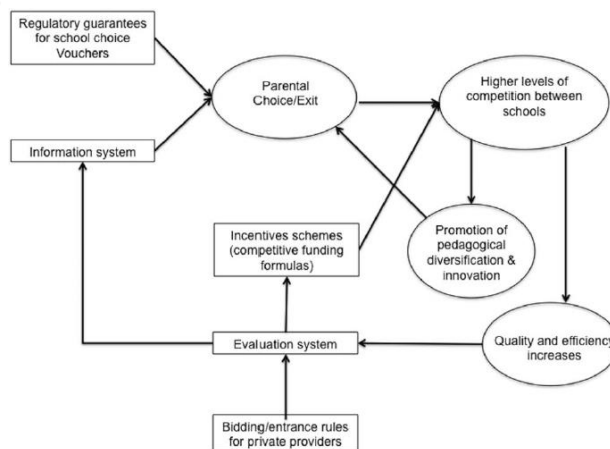 Regulatory guarantees
for school choice
Vouchers
Parental
Choice/Exit
Higher levels of
competition between
schools
Information system
Incentives schemes
(competitive funding
formulas)
Promotion of
pedagogical
diversification &
innovation
Evaluation system
Quality and efficiency
increases
Bidding/entrance rules
for private providers